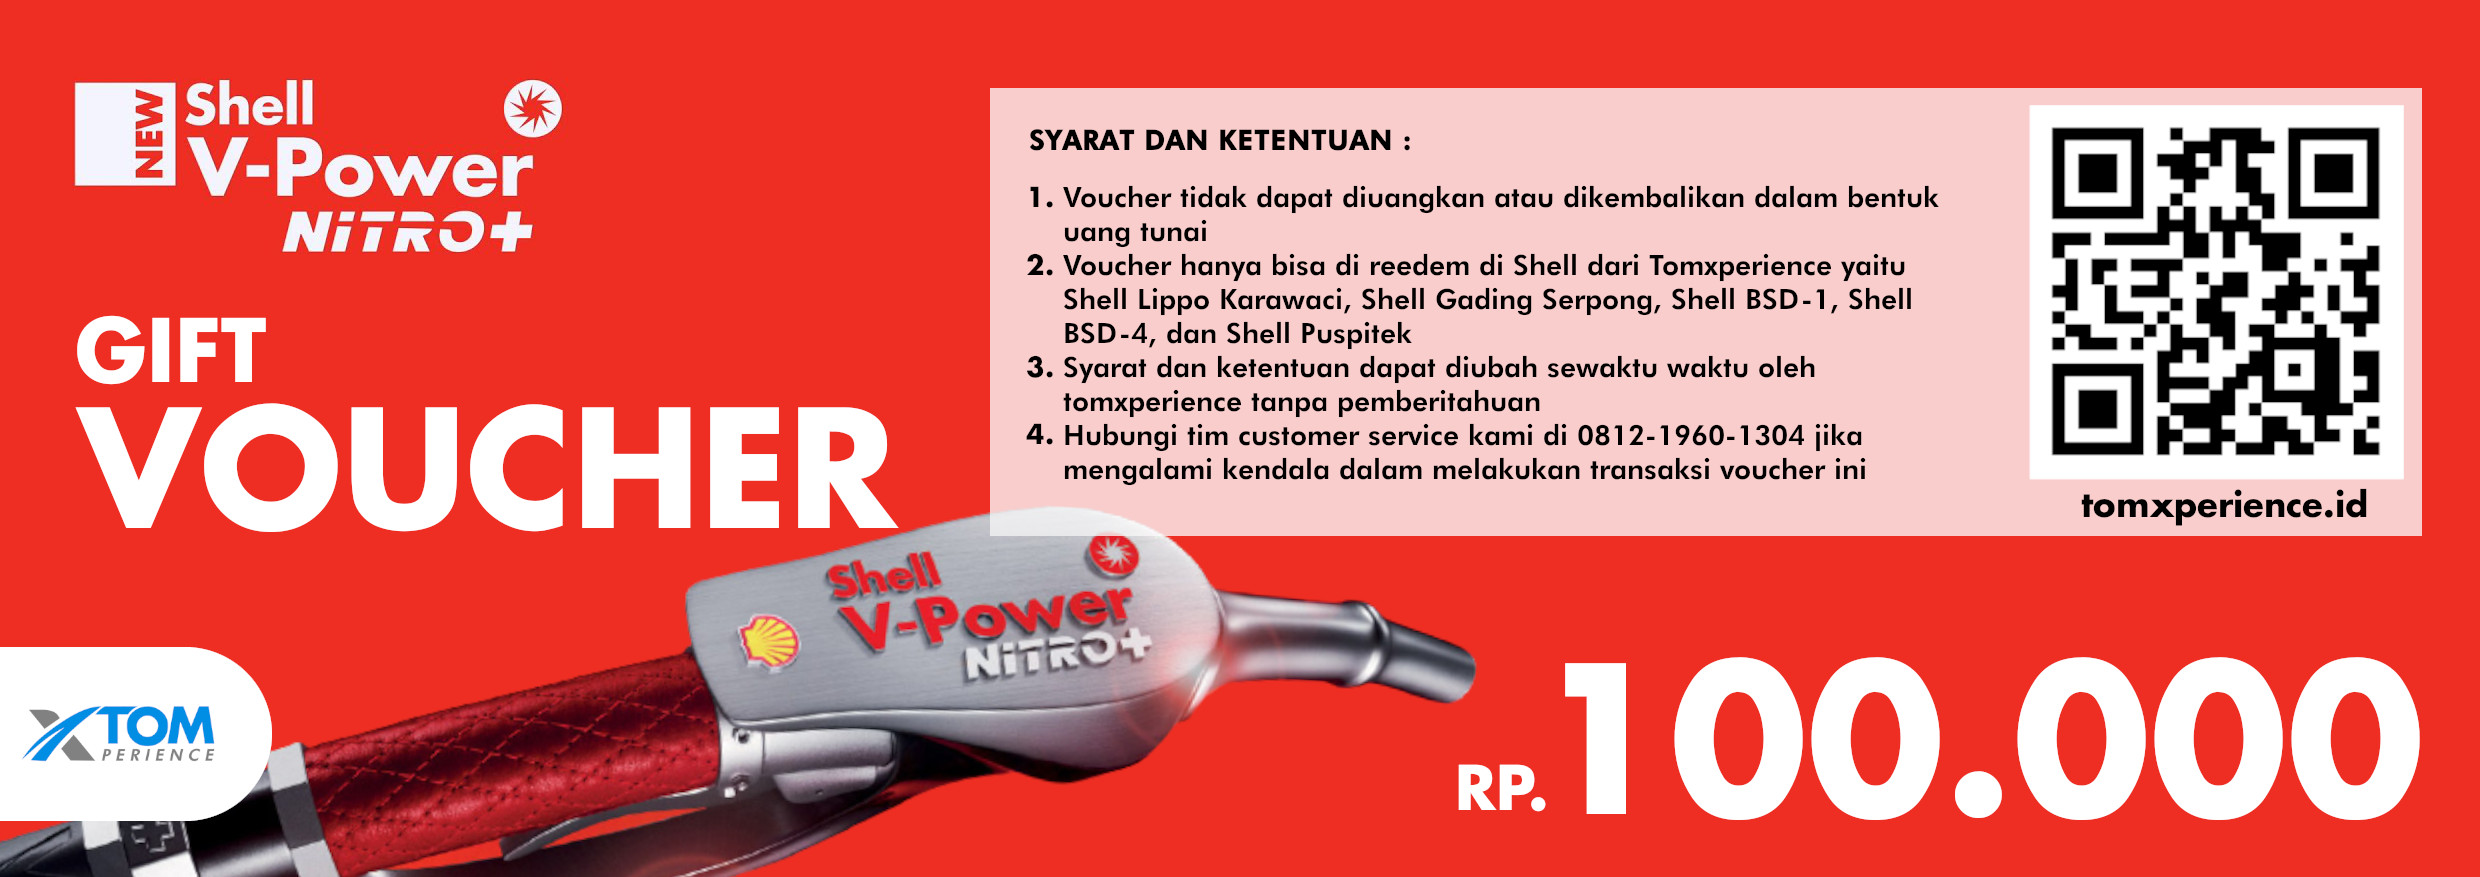 NEW
Shell
V-Power
NiTRO+
GIFT
VOUCHER
SYARAT DAN KETENTUAN :
1. Voucher tidak dapat diuangkan atau dikembalikan dalam bentuk
uang tunai
2. Voucher hanya bisa di reedem di Shell dari Tomxperience yaitu
Shell Lippo Karawaci, Shell Gading Serpong, Shell BSD-1, Shell
BSD-4, dan Shell Puspitek
3. Syarat dan ketentuan dapat diubah sewaktu waktu oleh
tomxperience tanpa pemberitahuan
4. Hubungi tim customer service kami di 0812-1960-1304 jika
mengalami kendala dalam melakukan transaksi voucher ini
tomxperience.id
Shell
V-Power
NiTRO+
XTOM
PERIENCE
RP.100.000